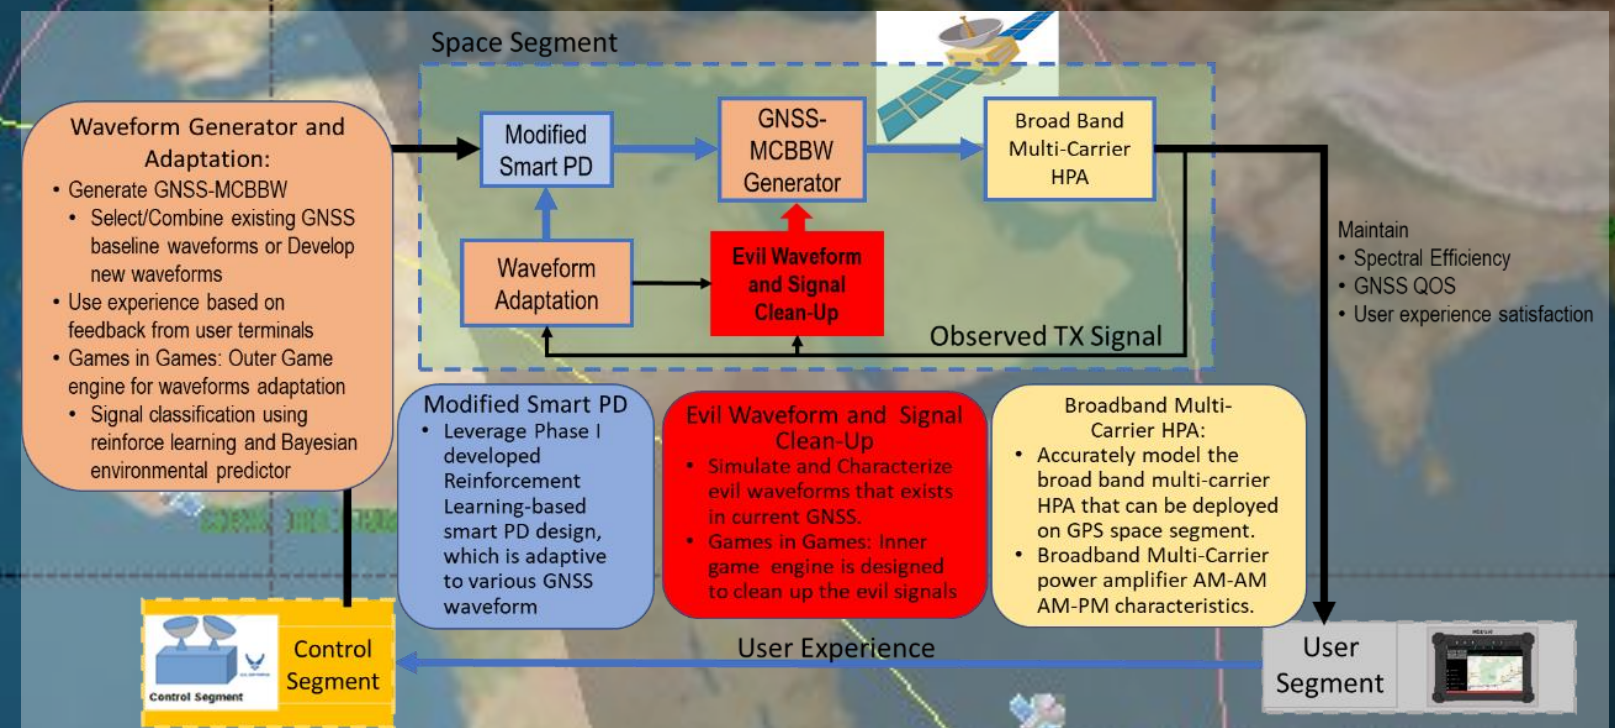 Space Segment
Waveform Generator and
Adaptation:
• Generate GNSS-MCBBW
• Select/Combine existing GNSS
baseline waveforms or Develop
new waveforms
• Use experience based on
feedback from user terminals
• Games in Games: Outer Game
engine for waveforms adaptation
• Signal classification using
reinforce learning and Bayesian
environmental predictor
Modified
Smart PD
GNSS-
MCBBW
Generator
Broad Band
Multi-Carrier
HPA
Waveform
Adaptation
Evil Waveform
and Signal
Clean-Up
Observed TX Signal
Maintain
• Spectral Efficiency
• GNSS QOS
• User experience satisfaction
Modified Smart PD
• Leverage Phase I
developed
Reinforcement
Learning-based
smart PD design,
which is adaptive
to various GNSS
waveform
Evil Waveform and Signal
Clean-Up
• Simulate and Characterize
evil waveforms that exists
in current GNSS.
• Games in Games: Inner
game engine is designed
to clean up the evil signals
Broadband Multi-
Carrier HPA:
• Accurately model the
broad band multi-carrier
HPA that can be deployed
on GPS space segment.
• Broadband Multi-Carrier
power amplifier AM-AM
AM-PM characteristics.
Control Segment
Control
Segment
User Experience
User
Segment